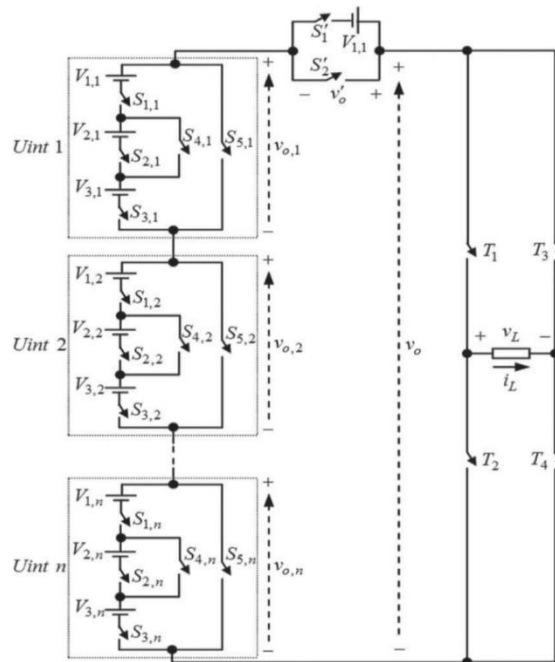 S′1
V1,1
S′2
− v′o +
Uint 1
V1,1
S1,1
V2,1
S2,1
V3,1
S3,1
S4,1
S5,1
+
vo,1
−
Uint 2
V1,2
S1,2
V2,2
S2,2
V3,2
S3,2
S4,2
S5,2
+
vo,2
−
Uint n
V1,n
S1,n
V2,n
S2,n
V3,n
S3,n
S4,n
S5,n
+
vo,n
−
+
vo
−
T1
T3
+ vL −
iL
T2
T4